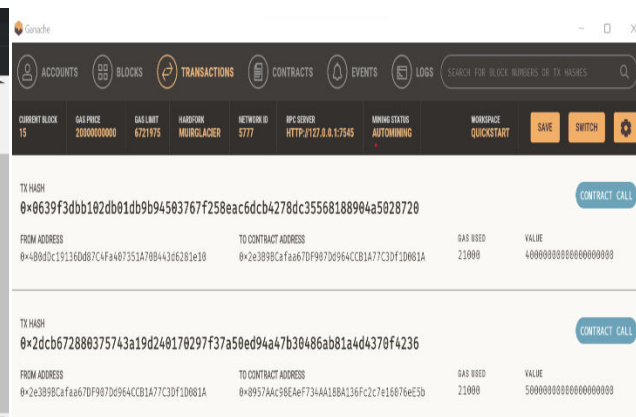 Ganache
ACCOUNTS BLOCKS TRANSACTIONS CONTRACTS EVENTS LOGS SEARCH FOR BLOCK NUMBERS OR TX HASHES
CURRENT BLOCK GAS PRICE GAS LIMIT HARDFORK NETWORK ID RPC SERVER MINING STATUS WORKSPACE
15 20000000000 6721975 MUIRGLACIER 5777 HTTP://127.0.0.1:7545 AUTOMINING QUICKSTART SAVE SWITCH
TX HASH
0×0639f3dbb102db01db9b94503767f258eac6dcb4278dc35568188904a5028720 CONTRACT CALL
FROM ADDRESS TO CONTRACT ADDRESS GAS USED VALUE
0×4B0dDc19136Dd87C4Fa407351A70B443d6281e10 0×2e3B9BCafaa67DF907Dd964CCB1A77C3Df1D081A 21000 4000000000000000000
TX HASH
0×2dcb672880375743a19d240170297f37a50ed94a47b30486ab81a4d4370f4236 CONTRACT CALL
FROM ADDRESS TO CONTRACT ADDRESS GAS USED VALUE
0×2e3B9BCafaa67DF907Dd964CCB1A77C3Df1D081A 0×8957AAc98EAeF734AA18BA136Fc2c7e16076eE5b 21000 5000000000000000000